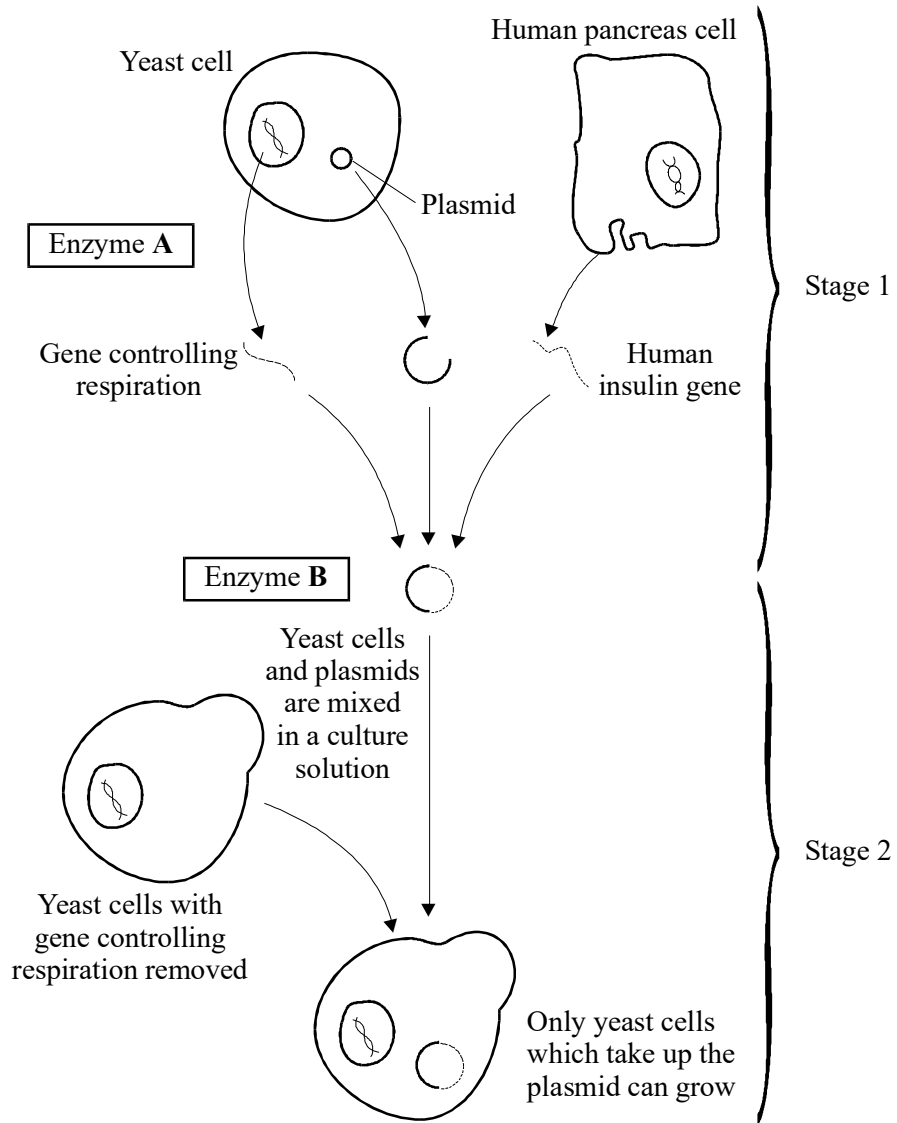 Human pancreas cell
Yeast cell
Plasmid
Enzyme A
Stage 1
Gene controlling
respiration
Human
insulin gene
Enzyme B
Yeast cells
and plasmids
are mixed
in a culture
solution
Stage 2
Yeast cells with
gene controlling
respiration removed
Only yeast cells
which take up the
plasmid can grow